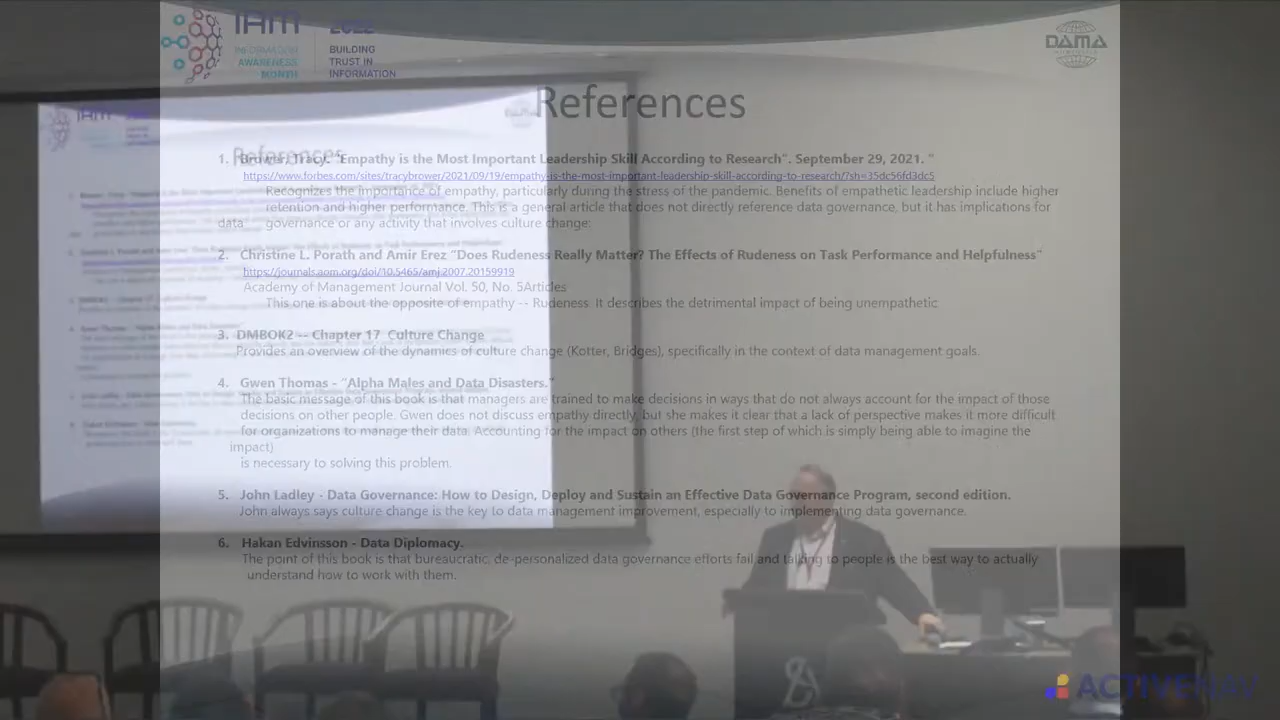 IAM 2022
INFORMATION BUILDING
AWARENESS TRUST IN
MONTH INFORMATION
DAMA
References
1. Brower, Tracy. "Empathy is the Most Important Leadership Skill According to Research". September 29, 2021. "
https://www.forbes.com/sites/tracybrower/2021/09/19/empathy-is-the-most-important-leadership-skill-according-to-research/?sh=35dc56fd3dc5
Recognizes the importance of empathy, particularly during the stress of the pandemic. Benefits of empathetic leadership include higher
retention and higher performance. This is a general article that does not directly reference data governance, but it has implications for
data governance or any activity that involves culture change:
2. Christine L. Porath and Amir Erez "Does Rudeness Really Matter? The Effects of Rudeness on Task Performance and Helpfulness"
https://journals.aom.org/doi/10.5465/amj.2007.20159919
Academy of Management Journal Vol. 50, No. 5Articles
This one is about the opposite of empathy -- Rudeness. It describes the detrimental impact of being unempathetic
3. DMBOK2 -- Chapter 17 Culture Change
Provides an overview of the dynamics of culture change (Kotter, Bridges), specifically in the context of data management goals.
4. Gwen Thomas - "Alpha Males and Data Disasters."
The basic message of this book is that managers are trained to make decisions in ways that do not always account for the impact of those
decisions on other people. Gwen does not discuss empathy directly, but she makes it clear that a lack of perspective makes it more difficult
for organizations to manage their data. Accounting for the impact on others (the first step of which is simply being able to imagine the
impact)
is necessary to solving this problem.
5. John Ladley - Data Governance: How to Design, Deploy and Sustain an Effective Data Governance Program, second edition.
John always says culture change is the key to data management improvement, especially to implementing data governance.
6. Hakan Edvinsson - Data Diplomacy.
The point of this book is that bureaucratic, de-personalized data governance efforts fail and talking to people is the best way to actually
understand how to work with them.
References
ACTIVENAV